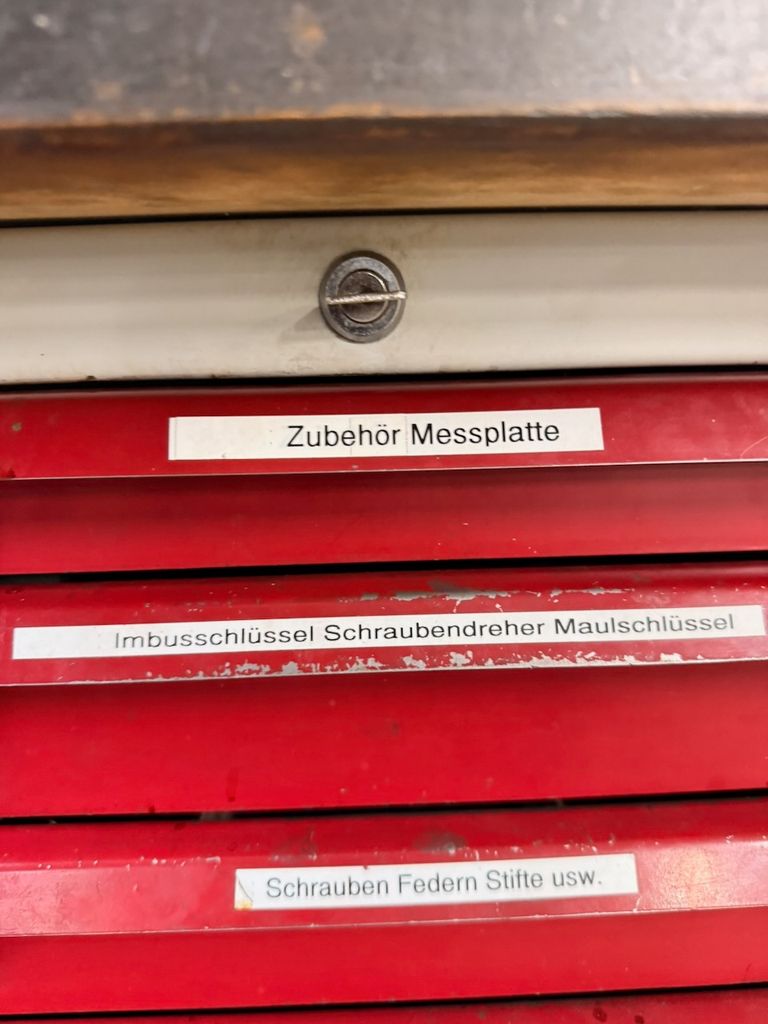 Zubehör Messplatte
Imbusschlüssel Schraubendreher Maulschlüssel
Schrauben Federn Stifte usw.